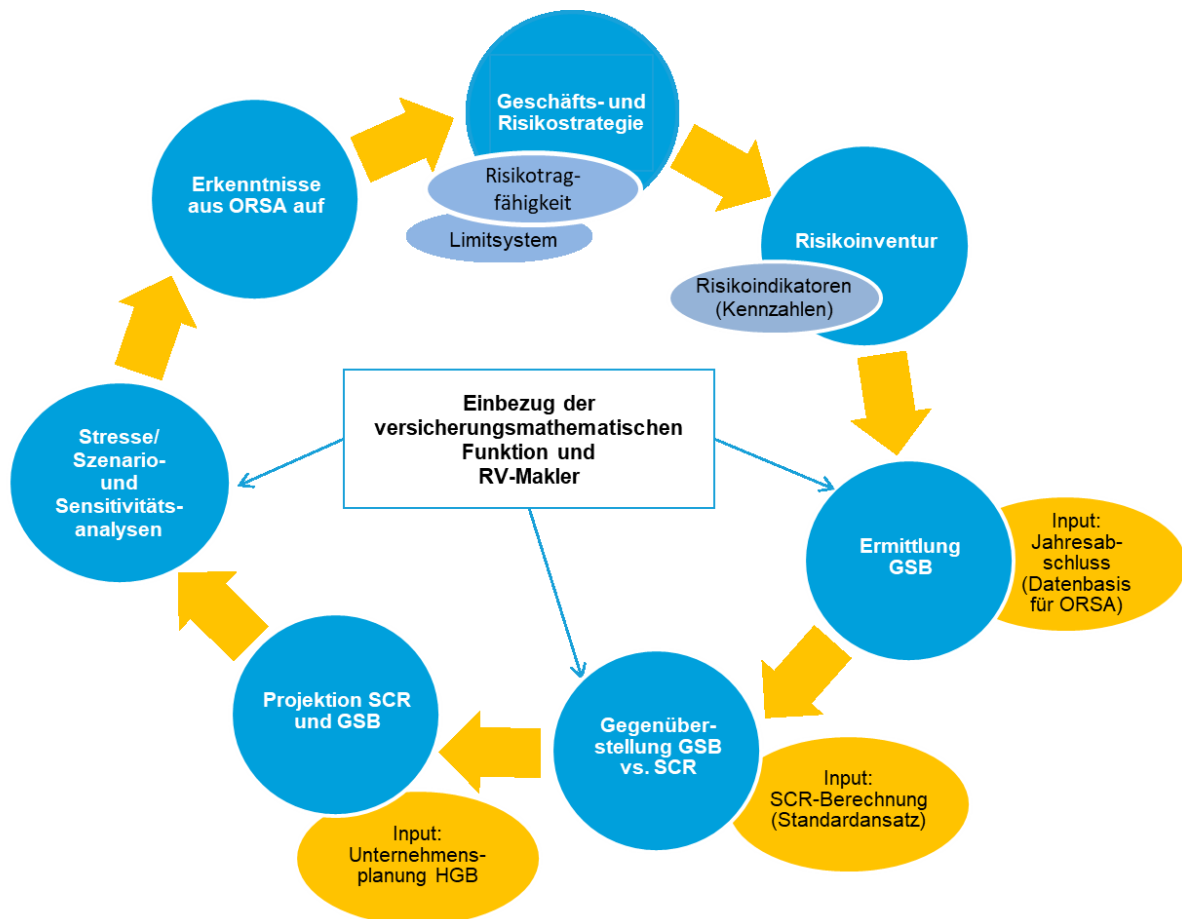 Geschäfts- und
Risikostrategie
Risikotrag-
fähigkeit
Limitsystem
Risikoinventur
Risikoindikatoren
(Kennzahlen)
Ermittlung
GSB
Input:
Jahresab-
schluss
(Datenbasis
für ORSA)
Gegenüber-
stellung GSB
vs. SCR
Input:
SCR-Berechnung
(Standardansatz)
Projektion SCR
und GSB
Input:
Unternehmens-
planung HGB
Stresse/
Szenario-
und
Sensitivitäts-
analysen
Erkenntnisse
aus ORSA auf
Einbezug der
versicherungsmathematischen
Funktion und
RV-Makler